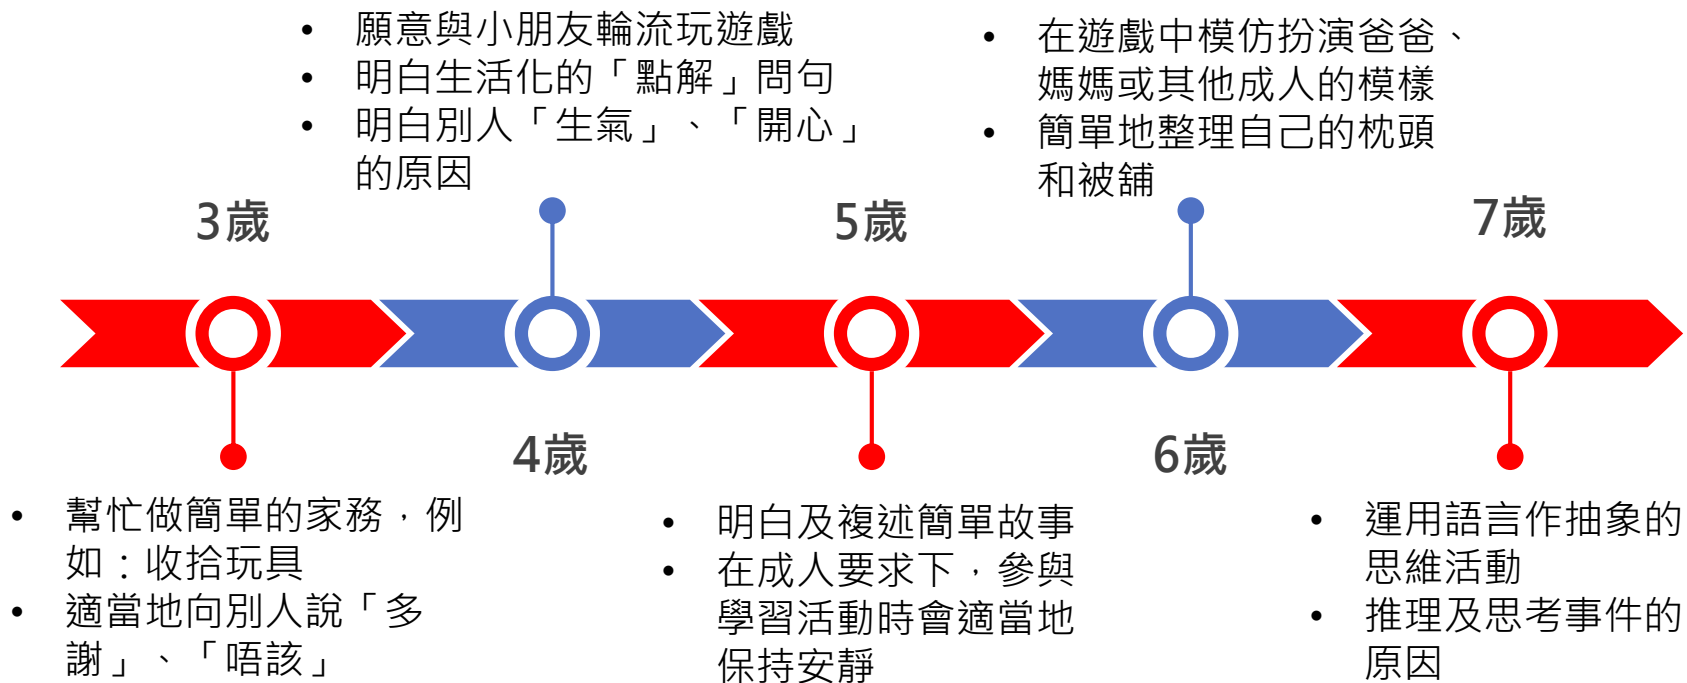 3歲
• 幫忙做簡單的家務，例
如：收拾玩具
• 適當地向別人說「多
謝」、「唔該」
4歲
• 願意與小朋友輪流玩遊戲
• 明白生活化的「點解」問句
• 明白別人「生氣」、「開心」
的原因
5歲
• 明白及複述簡單故事
• 在成人要求下，參與
學習活動時會適當地
保持安靜
6歲
• 在遊戲中模仿扮演爸爸、
媽媽或其他成人的模樣
• 簡單地整理自己的枕頭
和被舖
7歲
• 運用語言作抽象的
思維活動
• 推理及思考事件的
原因